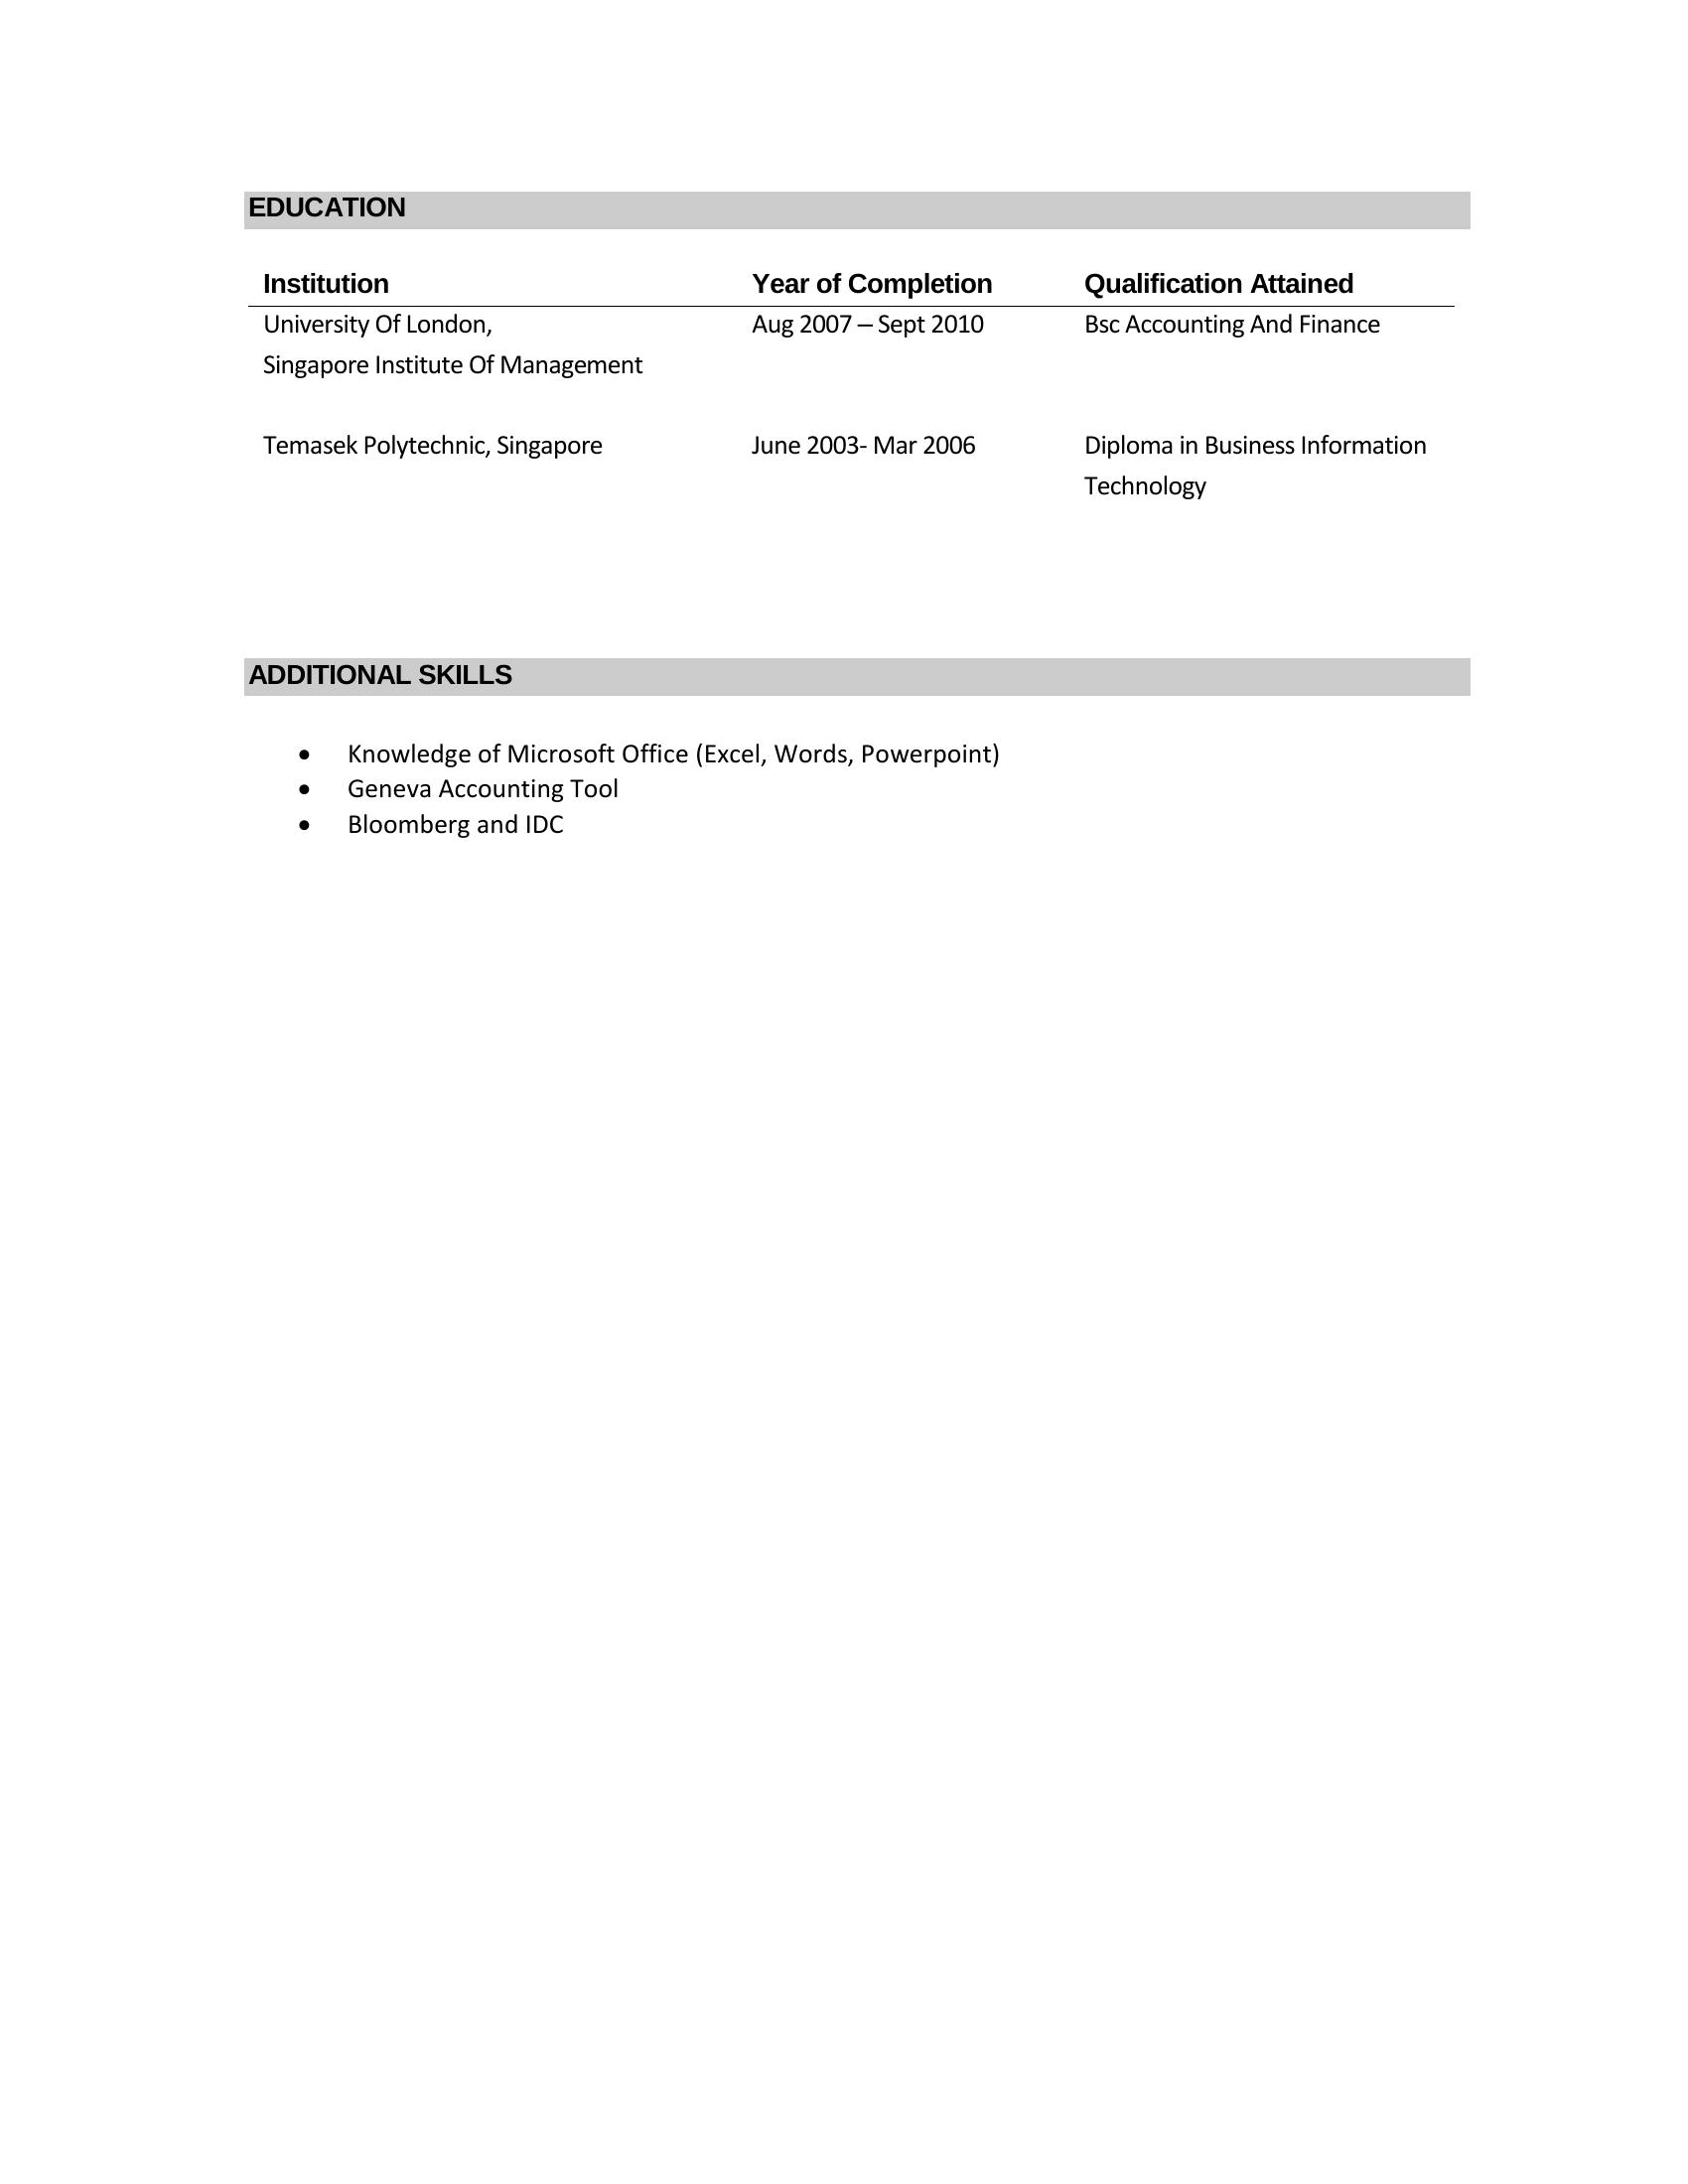 EDUCATION
Institution Year of Completion Qualification Attained
University Of London, Aug 2007 – Sept 2010 Bsc Accounting And Finance
Singapore Institute Of Management
Temasek Polytechnic, Singapore June 2003- Mar 2006 Diploma in Business Information
Technology
ADDITIONAL SKILLS
• Knowledge of Microsoft Office (Excel, Words, Powerpoint)
• Geneva Accounting Tool
• Bloomberg and IDC